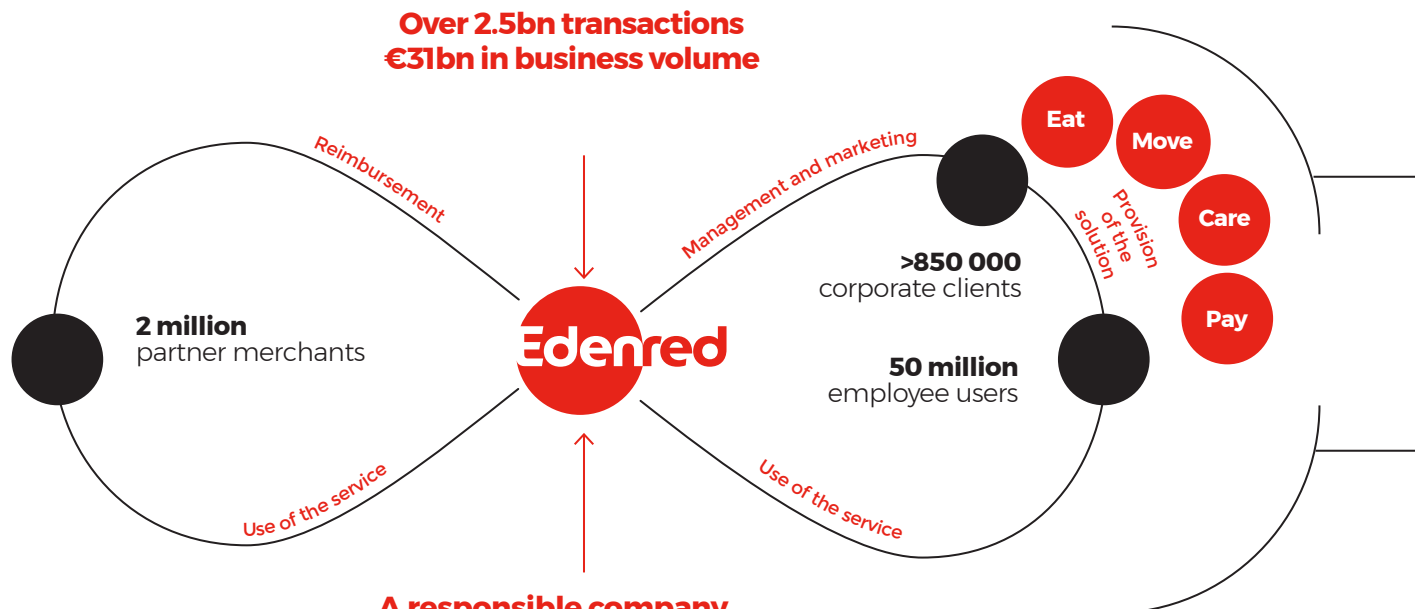 Over 2.5bn transactions
€31bn in business volume
Reimbursement
Management and marketing
Eat
Move
Care
Pay
Provision
of the
solution
>850 000
corporate clients
2 million
partner merchants
Edenred
50 million
employee users
Use of the service
Use of the service
A responsible company